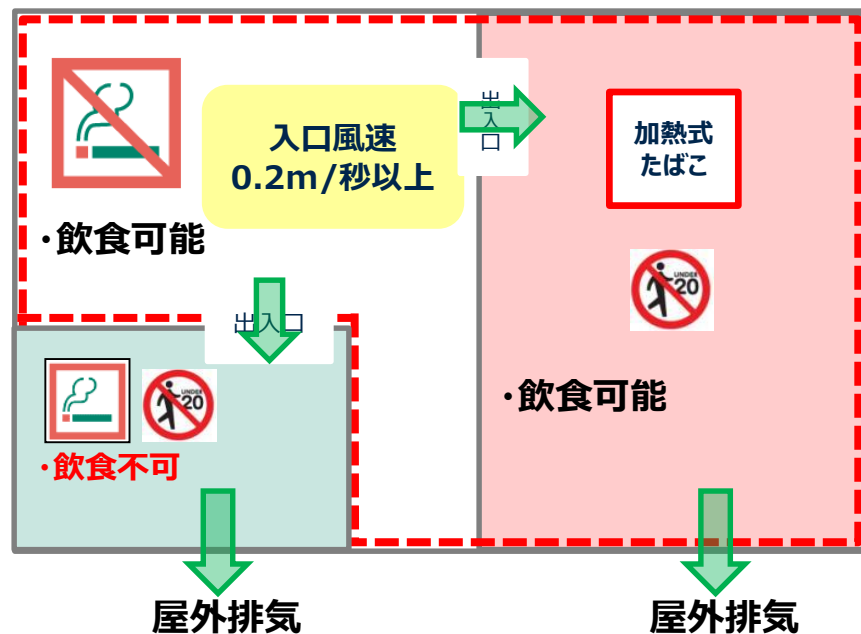 入口風速
0.2m/秒以上
出入口
加熱式
たばこ
・飲食可能
UNDER
20
出入口
・飲食可能
UNDER
20
・飲食不可
屋外排気
屋外排気